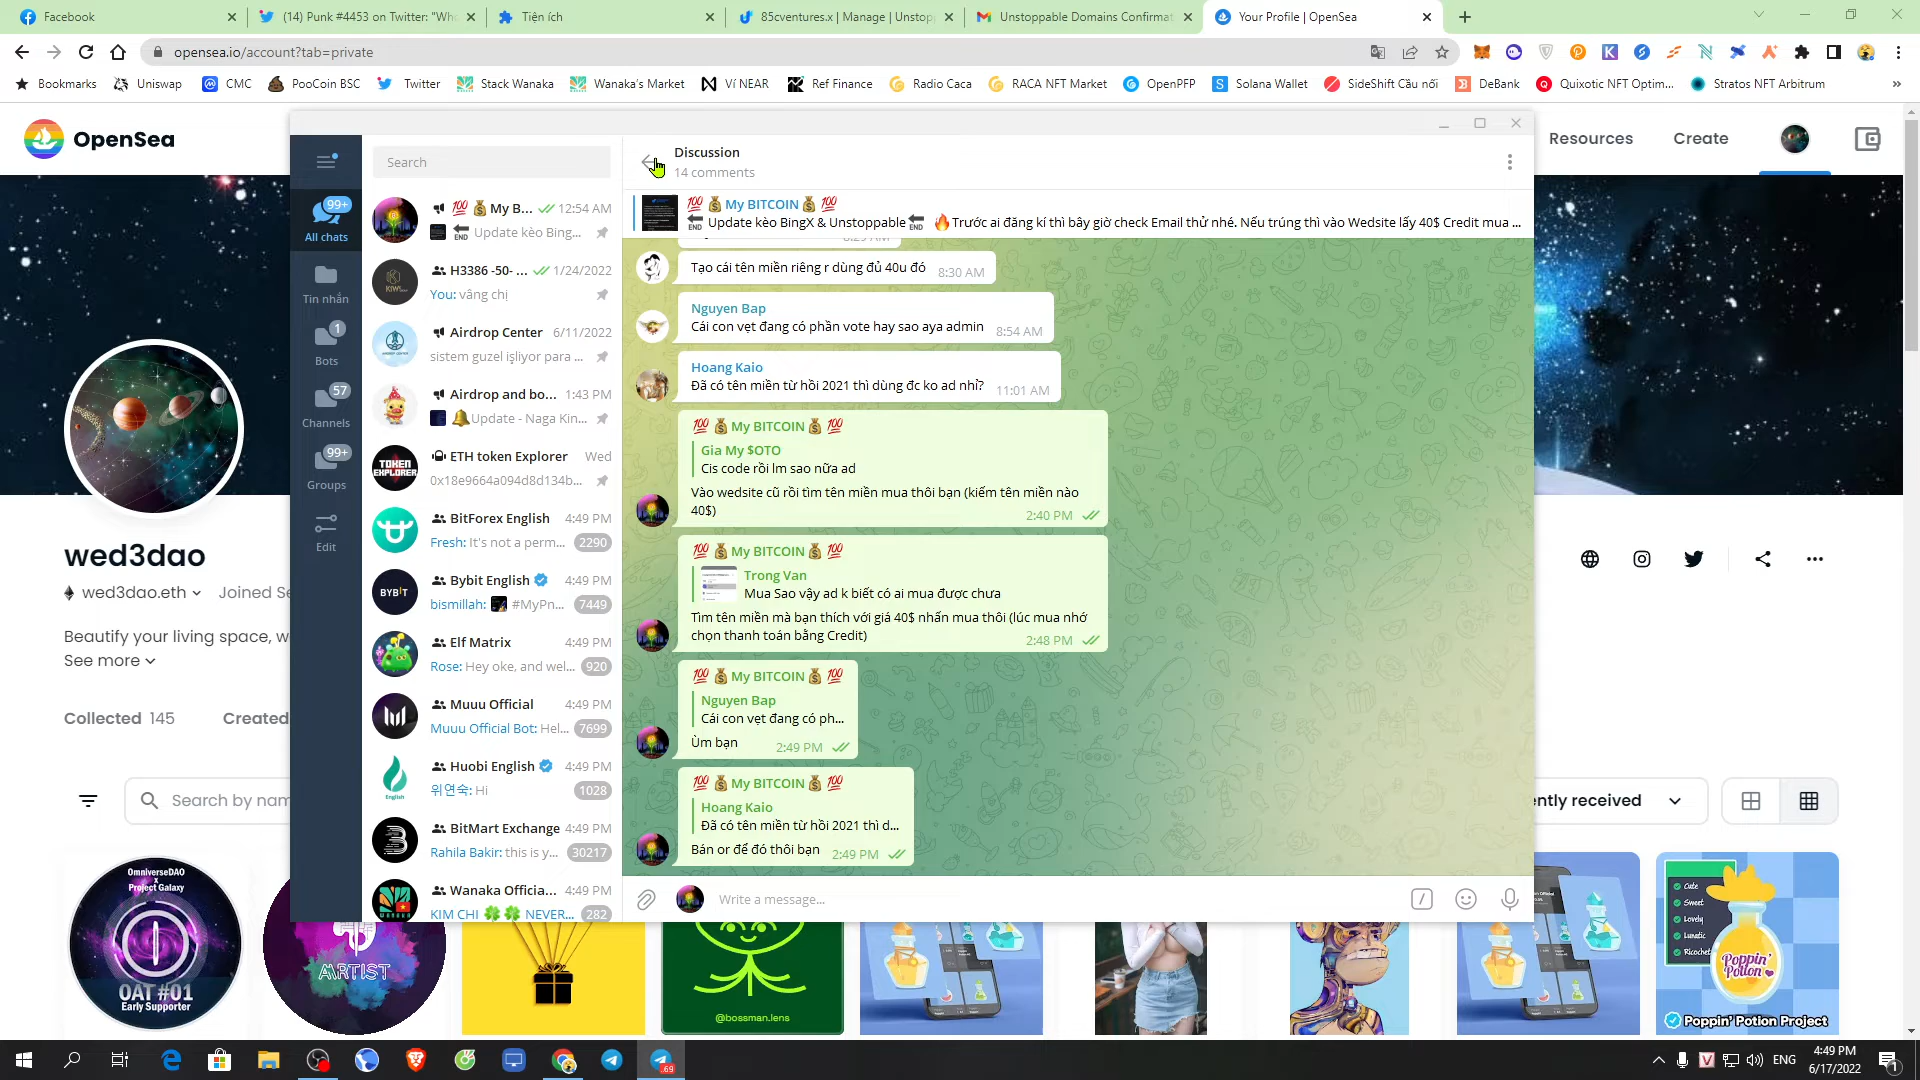 Facebook
(14) Punk #4453 on Twitter: "Who
Tiện ích
85cventures.x | Manage | Unstopp
Unstoppable Domains Confirmat
Your Profile | OpenSea
opensea.io/account?tab=private
Bookmarks
Uniswap
CMC
PooCoin BSC
Twitter
Stack Wanaka
Wanaka's Market
Ví NEAR
Ref Finance
Radio Caca
RACA NFT Market
OpenPFP
Solana Wallet
SideShift Cầu nối
DeBank
Quixotic NFT Optim...
Stratos NFT Arbitrum
»
OpenSea
Resources
Create
wed3dao
wed3dao.eth
Joined Se
Beautify your living space, w
See more
Collected 145
Created
Search by nam
ently received
99+
All chats
Tin nhắn
1
Bots
57
Channels
99+
Groups
Edit
Search
💯 💰 My B... 12:54 AM
🔚 Update kèo Bing...
H3386 -50- ... 1/24/2022
You: vâng chị
Airdrop Center 6/11/2022
sistem guzel işliyor para ...
Airdrop and bo... 1:43 PM
🔔Update - Naga Kin...
TOKEN
EXPLORER
ETH token Explorer Wed
0x18e9664a094d8d134b...
BitForex English 4:49 PM
Fresh: It's not a perm... 2290
BYBIT
Bybit English 4:49 PM
bismillah: #MyPn... 7449
Elf Matrix 4:49 PM
Rose: Hey oke, and wel... 920
Muuu Official 4:49 PM
Muuu Official Bot: Hel... 7699
English
Huobi English 4:49 PM
위연숙: Hi 1028
BitMart Exchange 4:49 PM
Rahila Bakir: this is y... 30217
Wanaka Officia... 4:49 PM
KIM CHI 🍀 🍀 NEVER... 282
Discussion
14 comments
💯 💰 My BITCOIN 💰 💯
🔚 Update kèo BingX & Unstoppable🔚 🔥Trước ai đăng kí thì bây giờ check Email thử nhé. Nếu trúng thì vào Wedsite lấy 40$ Credit mua ...
Tạo cái tên miền riêng r dùng đủ 40u đó 8:30 AM
Nguyen Bap
Cái con vẹt đang có phần vote hay sao aya admin 8:54 AM
Hoang Kaio
Đã có tên miền từ hồi 2021 thì dùng đc ko ad nhỉ? 11:01 AM
💯 💰 My BITCOIN 💰 💯
Gia My $OTO
Cis code rồi lm sao nữa ad
Vào wedsite cũ rồi tìm tên miền mua thôi bạn (kiếm tên miền nào
40$) 2:40 PM
💯 💰 My BITCOIN 💰 💯
Trong Van
Mua Sao vậy ad k biết có ai mua được chưa
Tìm tên miền mà bạn thích với giá 40$ nhấn mua thôi (lúc mua nhớ
chọn thanh toán bằng Credit) 2:48 PM
💯 💰 My BITCOIN 💰 💯
Nguyen Bap
Cái con vẹt đang có ph...
Ùm bạn 2:49 PM
💯 💰 My BITCOIN 💰 💯
Hoang Kaio
Đã có tên miền từ hồi 2021 thì d...
Bán or để đó thôi bạn 2:49 PM
Write a message...
OmniverseDAO
x
Project Galaxy
OAT #01
Early Supporter
ARTIST
@bossman.lens
Cute
Sweet
Lovely
Lunatic
Ricochet
Poppin'
Potion
Poppin' Potion Project
.69
ENG
4:49 PM
6/17/2022
1